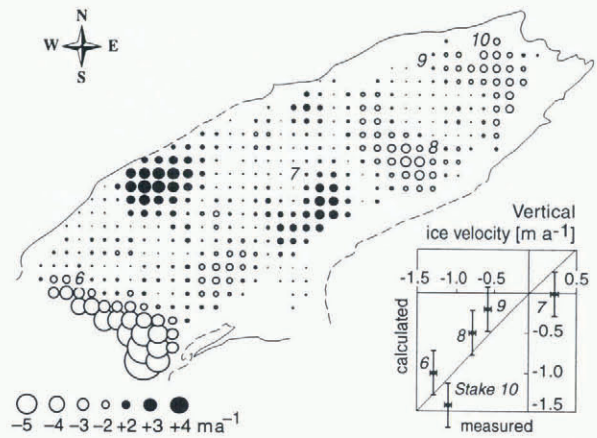 N
W E
S
10
9
8
7
6
Vertical
ice velocity [m a⁻¹]
-1.5 -1.0 -0.5 0.5
calculated
9
7
-0.5
8
6
-1.0
Stake 10
-1.5
measured
-5 -4 -3 -2 +2 +3 +4 ma⁻¹